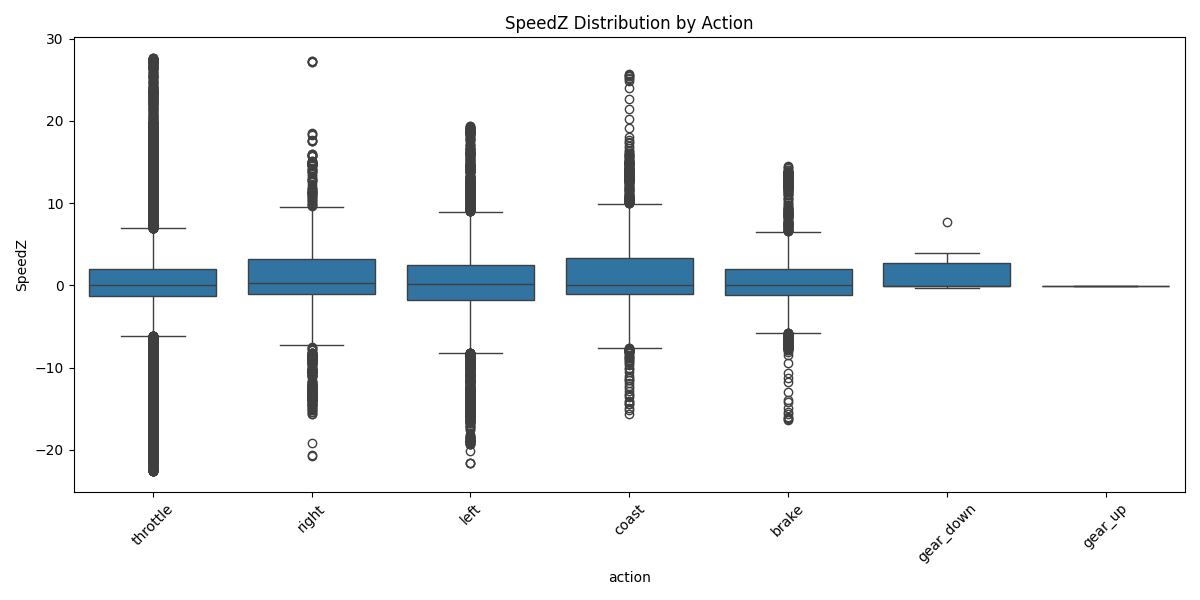 SpeedZ Distribution by Action
SpeedZ
30
20
10
0
−10
−20
throttle
right
left
coast
brake
gear_down
gear_up
action